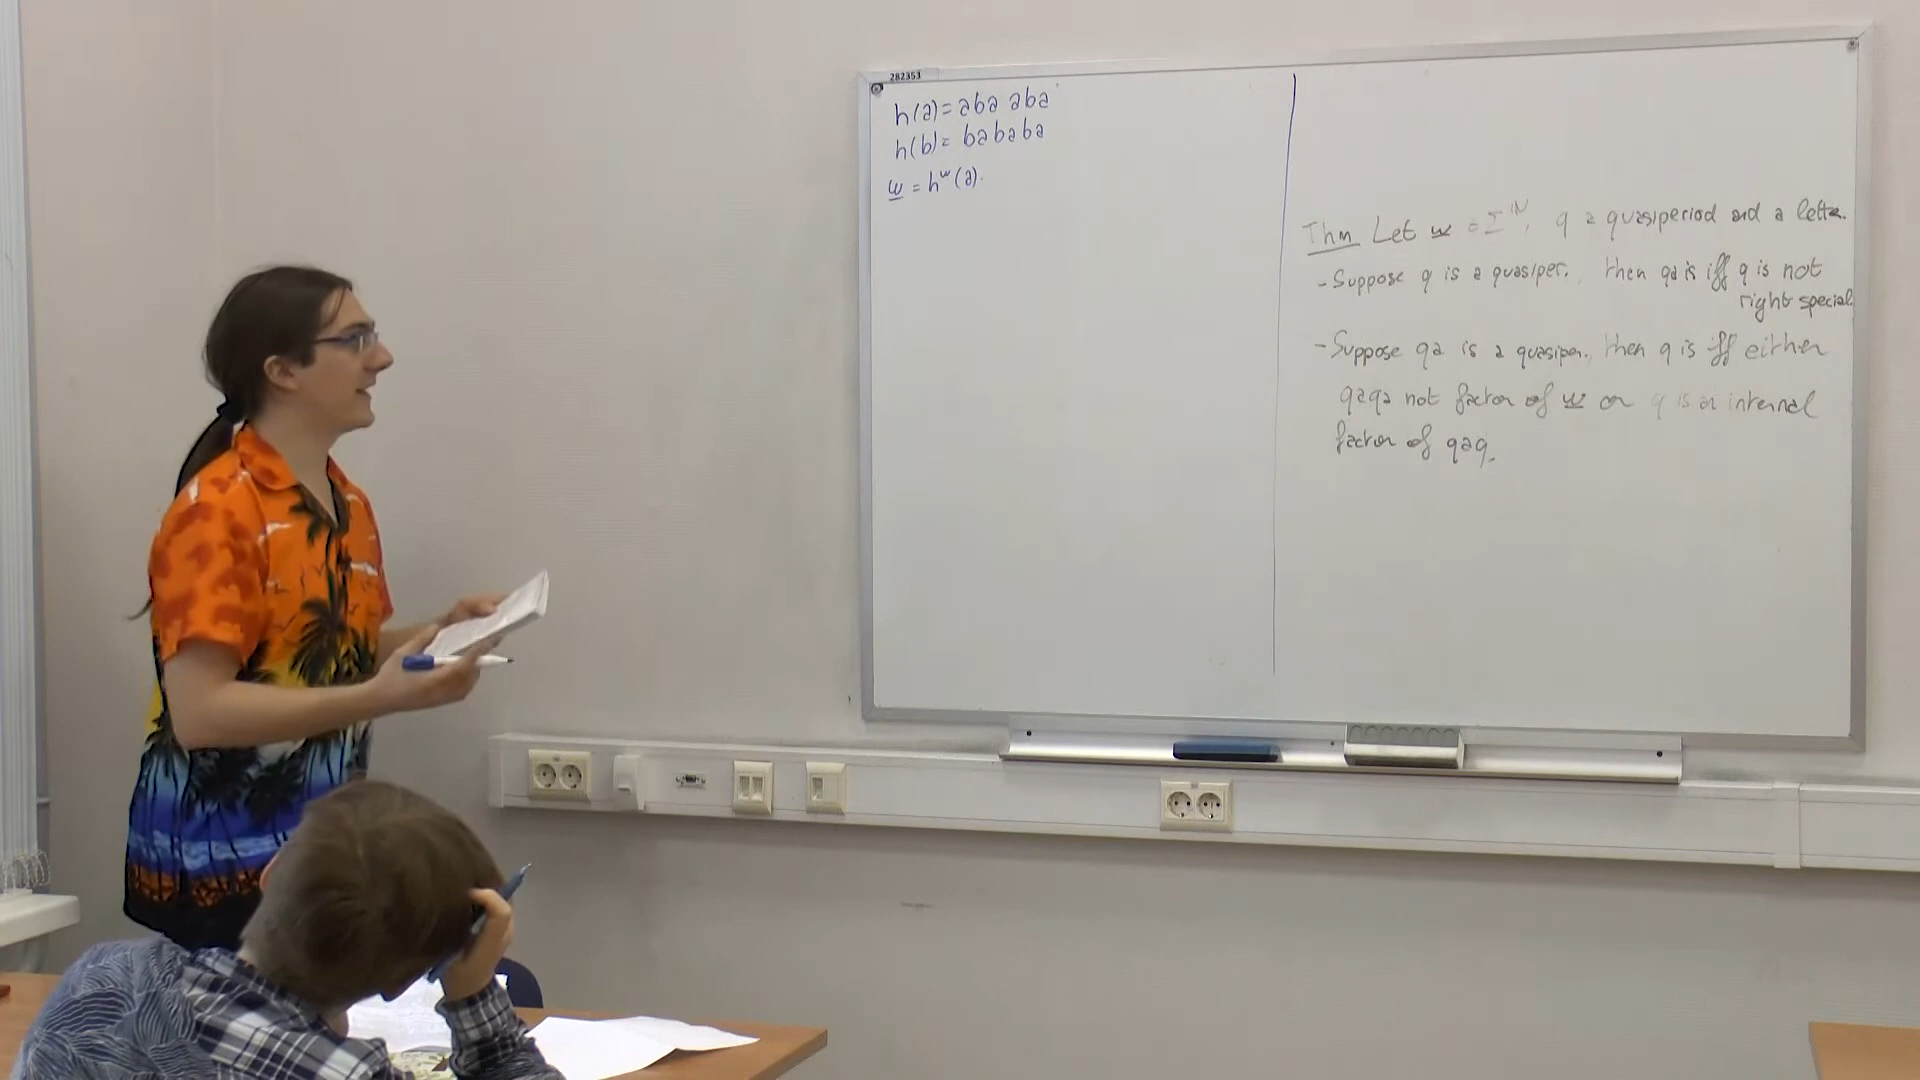 282353
h(a) = aba aba
h(b) = bababa
w = h^ω(a).
Thm Let w = Σ^ℕ, q a quasiperiod and a letter.
- Suppose q is a quasiper. then qa is iff q is not
right special.
- Suppose qa is a quasiper., then q is iff either
qaqa not factor of w or q is an internal
factor of qaq.